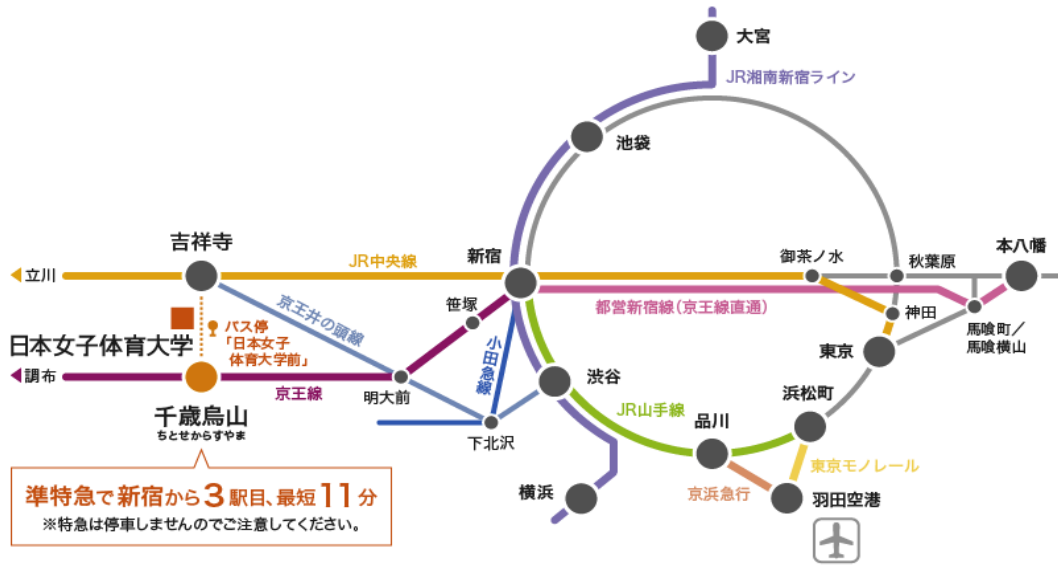 大宮
JR湘南新宿ライン
池袋
吉祥寺
新宿
御茶ノ水
秋葉原
本八幡
立川
JR中央線
京王井の頭線
笹塚
都営新宿線(京王線直通)
神田
馬喰町／
馬喰横山
バス停
「日本女子
体育大学前」
日本女子体育大学
小田急線
東京
調布
京王線
明大前
渋谷
浜松町
千歳烏山
ちとせからすやま
下北沢
JR山手線
品川
東京モノレール
準特急で新宿から3駅目、最短11分
※特急は停車しませんのでご注意してください。
横浜
京浜急行
羽田空港